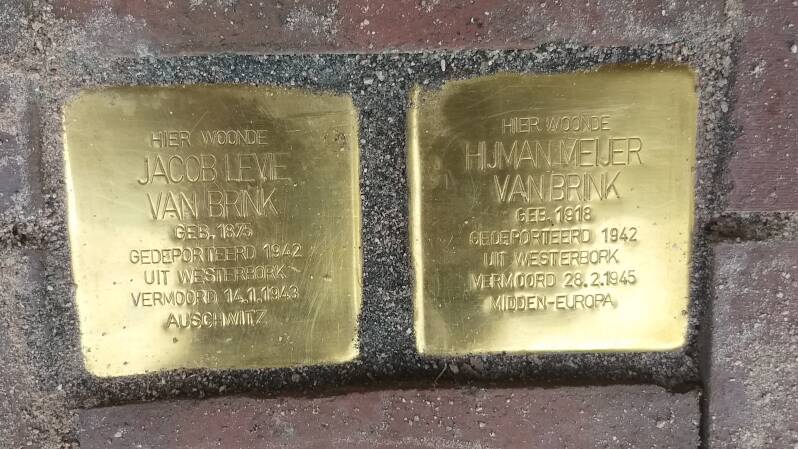 HIER WOONDE
JACOB LEVIE
VAN BRINK
GEB. 1875
GEDEPORTEERD 1942
UIT WESTERBORK
VERMOORD 14.1.1943
AUSCHWITZ
HIER WOONDE
HIJMAN MEIJER
VAN BRINK
GEB. 1918
GEDEPORTEERD 1942
UIT WESTERBORK
VERMOORD 28.2.1945
MIDDEN-EUROPA